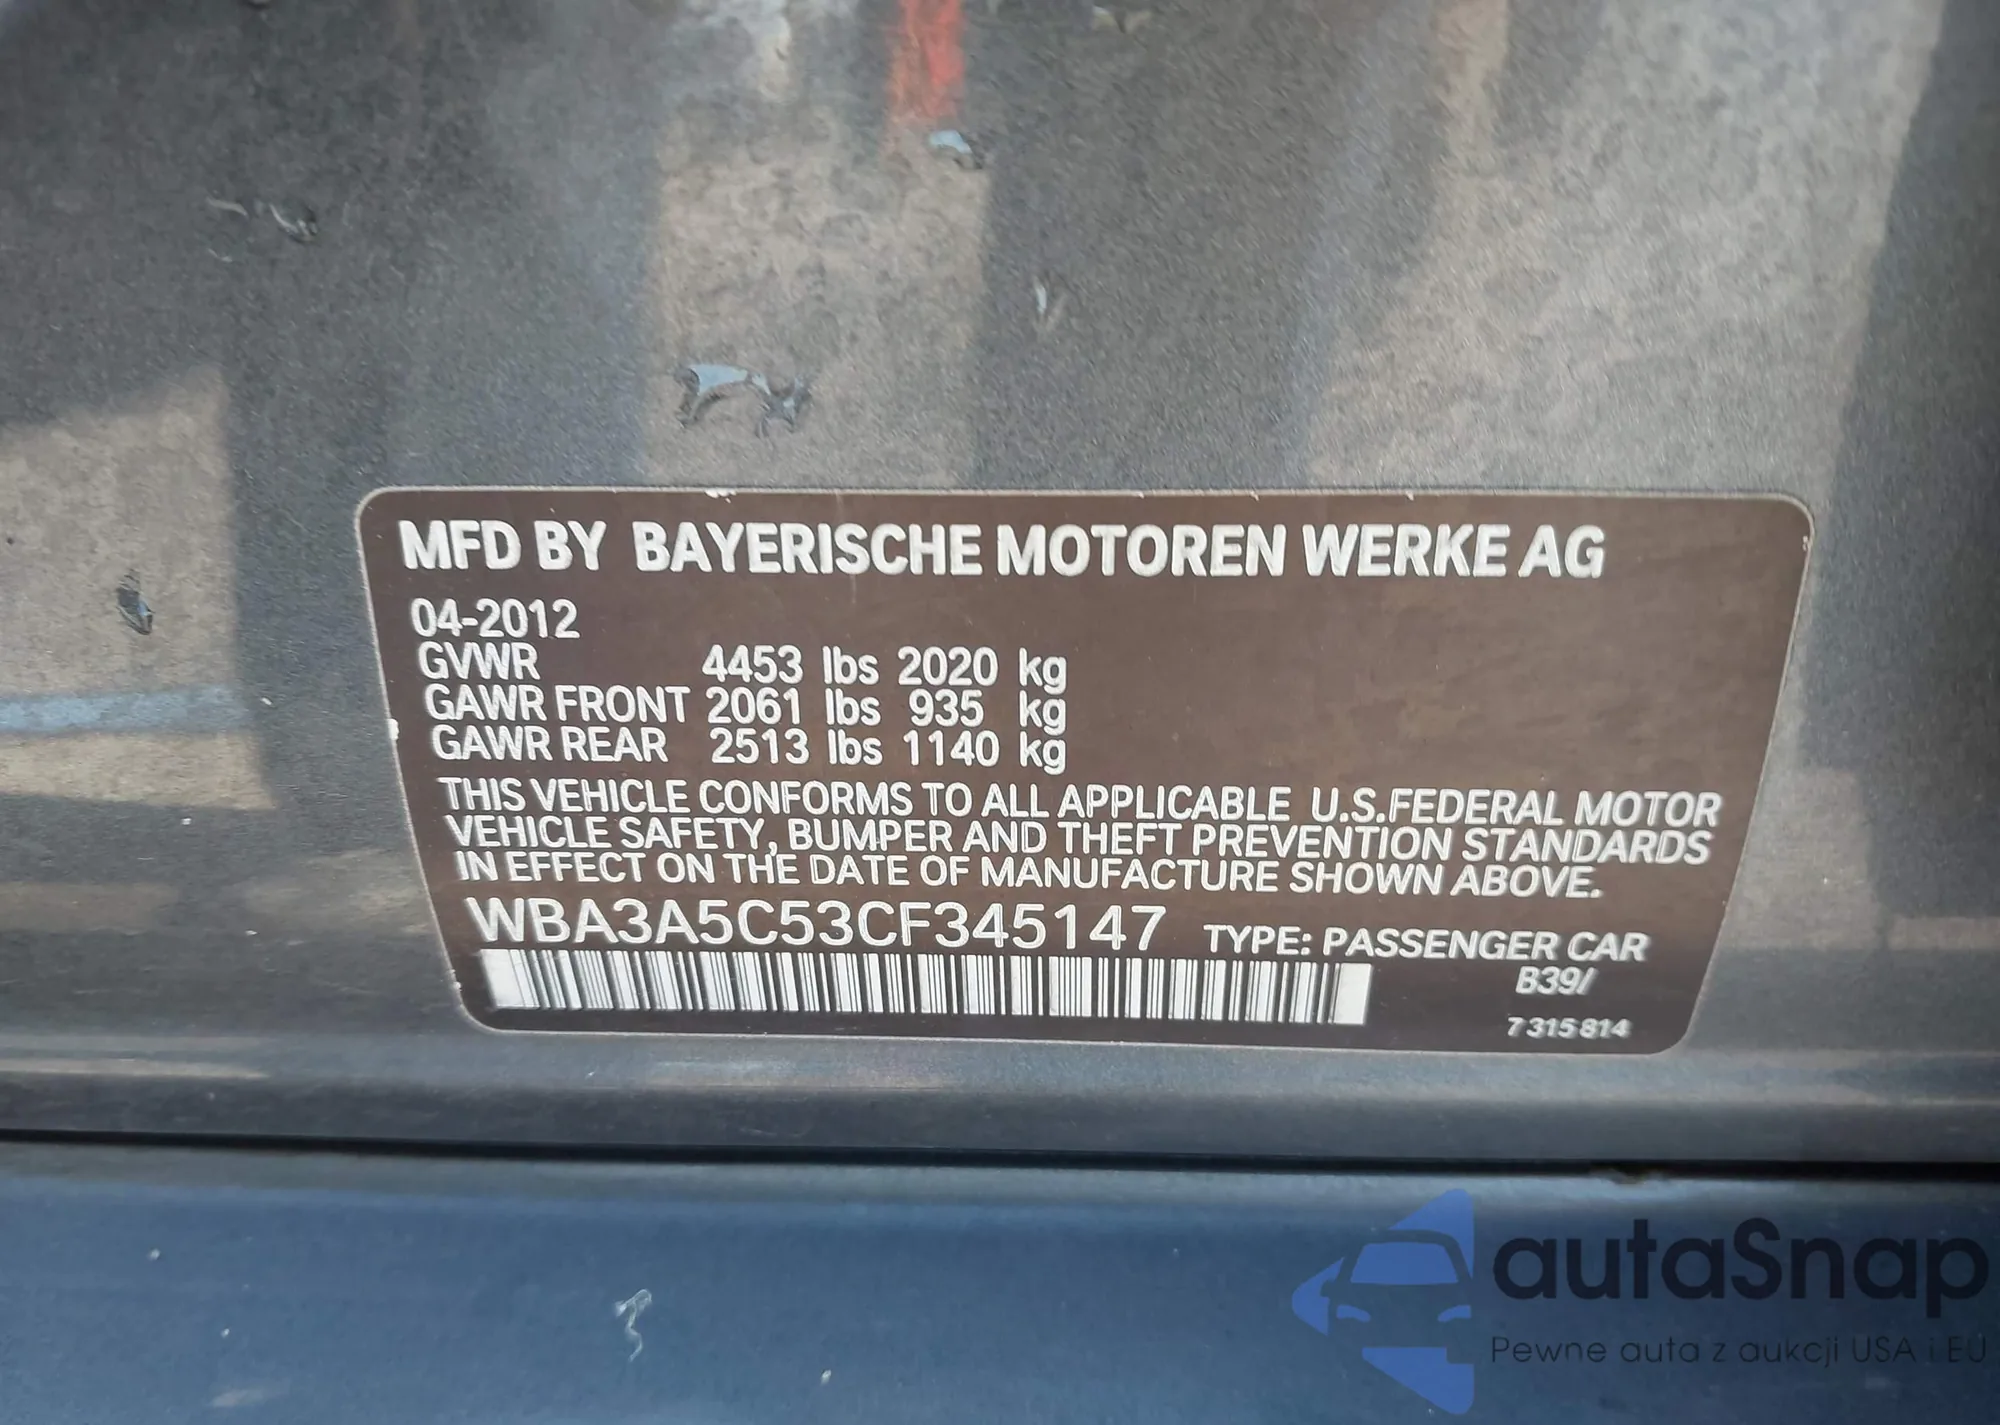 MFD BY BAYERISCHE MOTOREN WERKE AG
04-2012
GVWR 4453 lbs 2020 kg
GAWR FRONT 2061 lbs 935 kg
GAWR REAR 2513 lbs 1140 kg
THIS VEHICLE CONFORMS TO ALL APPLICABLE U.S.FEDERAL MOTOR
VEHICLE SAFETY, BUMPER AND THEFT PREVENTION STANDARDS
IN EFFECT ON THE DATE OF MANUFACTURE SHOWN ABOVE.
WBA3A5C53CF345147 TYPE: PASSENGER CAR
B39/
7 315 814
autaSnap
Pewne auta z aukcji USA i EU